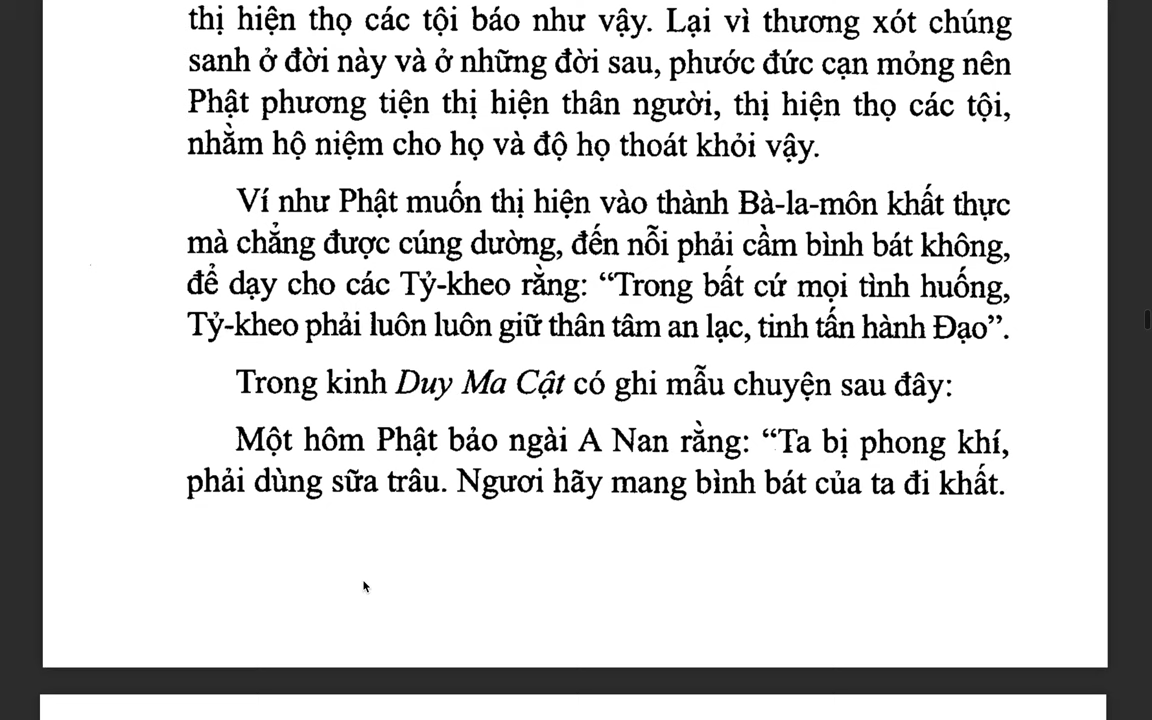 thị hiện thọ các tội báo như vậy. Lại vì thương xót chúng
sanh ở đời này và ở những đời sau, phước đức cạn mỏng nên
Phật phương tiện thị hiện thân người, thị hiện thọ các tội,
nhằm hộ niệm cho họ và độ họ thoát khỏi vậy.
Ví như Phật muốn thị hiện vào thành Bà-la-môn khất thực
mà chẳng được cúng dường, đến nỗi phải cầm bình bát không,
để dạy cho các Tỷ-kheo rằng: “Trong bất cứ mọi tình huống,
Tỷ-kheo phải luôn luôn giữ thân tâm an lạc, tinh tấn hành Đạo”.
Trong kinh Duy Ma Cật có ghi mẫu chuyện sau đây:
Một hôm Phật bảo ngài A Nan rằng: “Ta bị phong khí,
phải dùng sữa trâu. Ngươi hãy mang bình bát của ta đi khất.